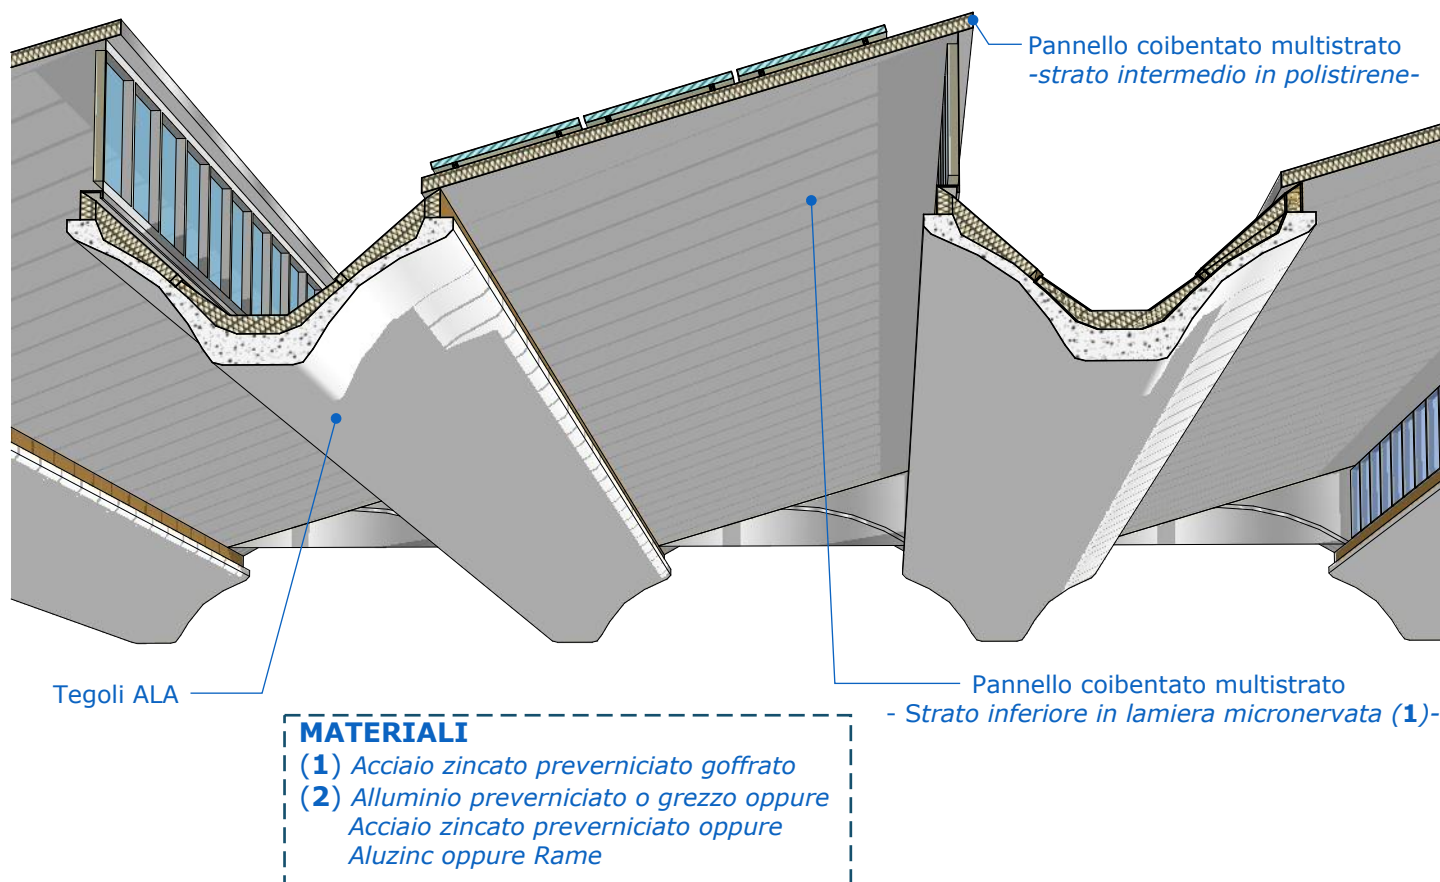 Pannello coibentato multistrato
-strato intermedio in polistirene-
Tegoli ALA
Pannello coibentato multistrato
- Strato inferiore in lamiera micronervata (1)-
MATERIALI
(1) Acciaio zincato preverniciato goffrato
(2) Alluminio preverniciato o grezzo oppure
Acciaio zincato preverniciato oppure
Aluzinc oppure Rame